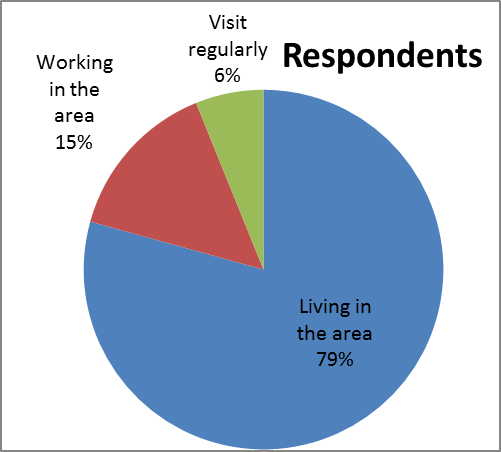 Respondents
Visit
regularly
6%
Working
in the
area
15%
Living in
the area
79%